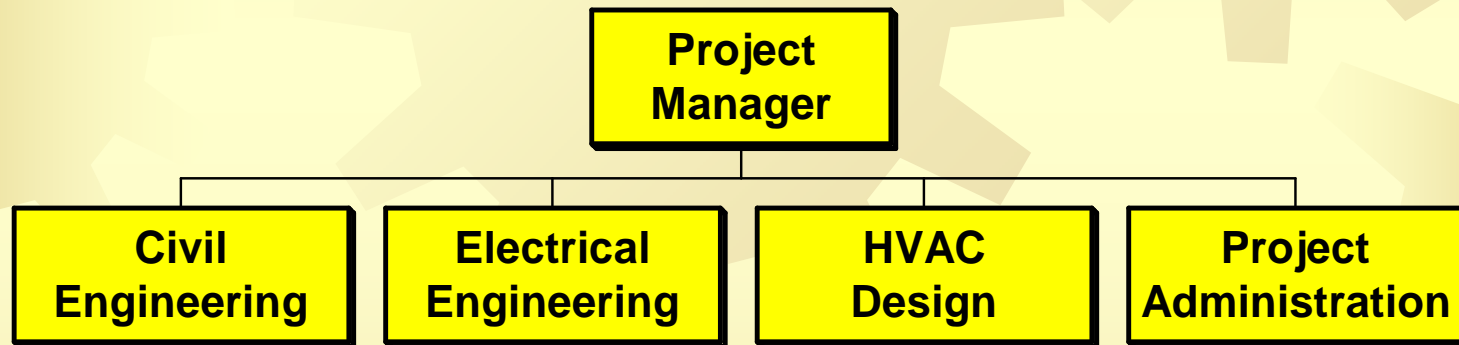 Project
Manager
Civil
Engineering
Electrical
Engineering
HVAC
Design
Project
Administration